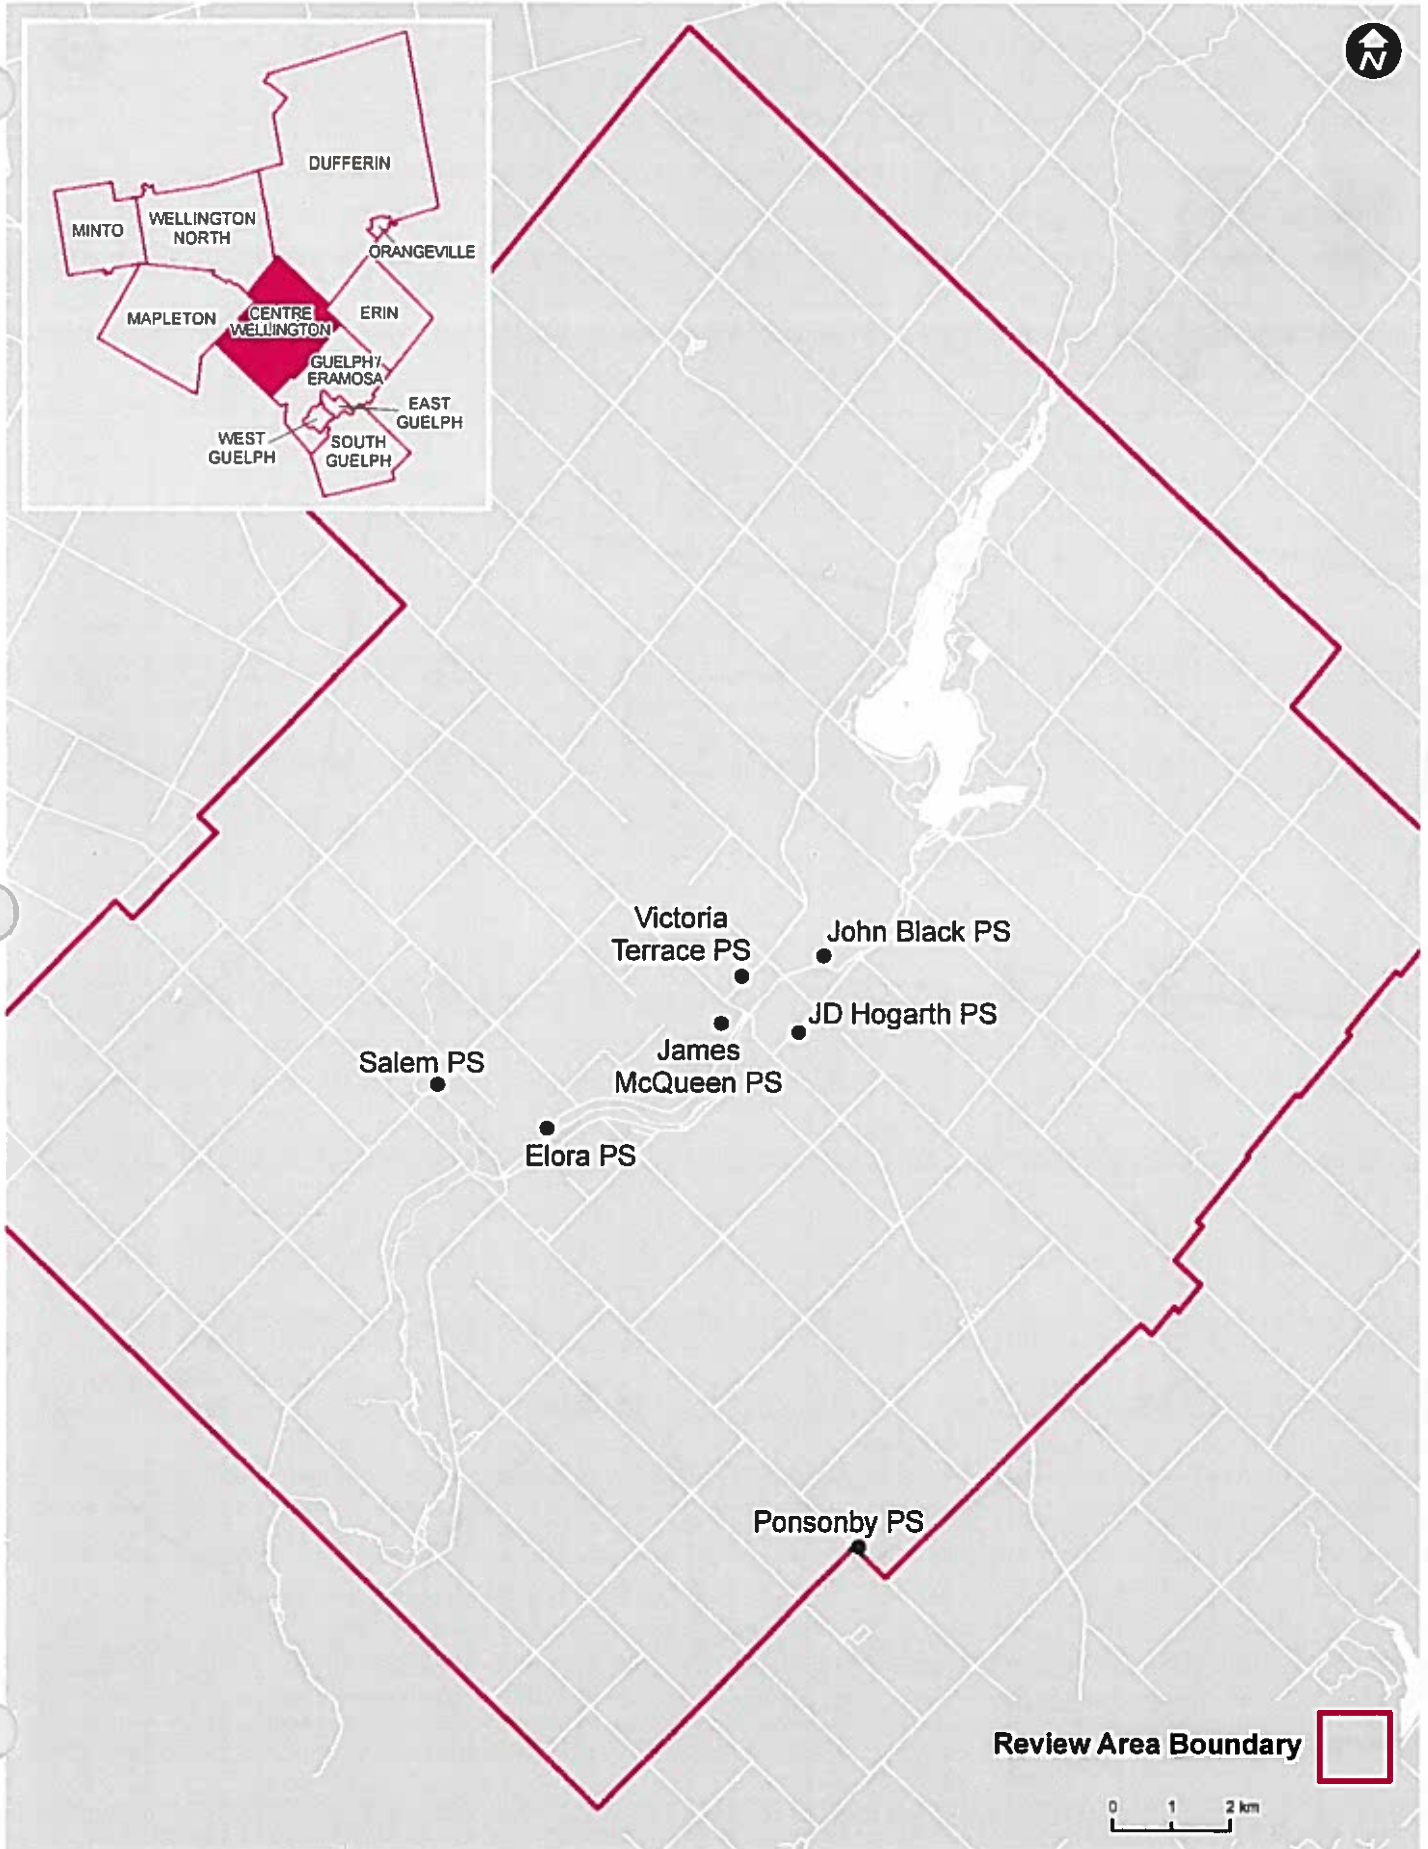 N
DUFFERIN
MINTO
WELLINGTON
NORTH
ORANGEVILLE
MAPLETON
CENTRE
WELLINGTON
ERIN
GUELPH/
ERAMOSA
EAST
GUELPH
WEST
GUELPH
SOUTH
GUELPH
Victoria
Terrace PS
John Black PS
JD Hogarth PS
James
McQueen PS
Salem PS
Elora PS
Ponsonby PS
Review Area Boundary
0 1 2 km